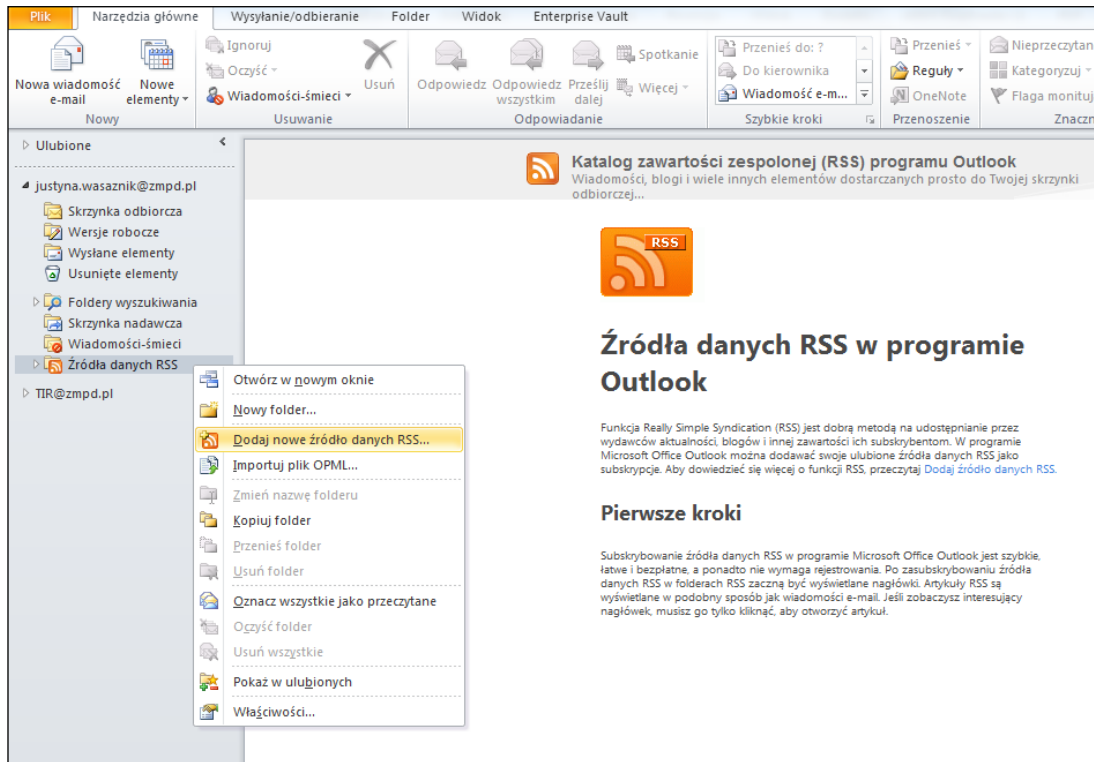 Plik Narzędzia główne Wysyłanie/odbieranie Folder Widok Enterprise Vault
Nowa wiadomość e-mail
Nowe elementy
Nowy
Ignoruj
Oczyść
Wiadomości-śmieci
Usuń
Usuwanie
Odpowiedz
Odpowiedz wszystkim
Prześlij dalej
Spotkanie
Więcej
Odpowiadanie
Przenieś do: ?
Do kierownika
Wiadomość e-m...
Szybkie kroki
Przenieś
Reguły
OneNote
Przenoszenie
Nieprzeczytan
Kategoryzuj
Flaga monituj
Znaczn
Ulubione
justyna.wasaznik@zmpd.pl
Skrzynka odbiorcza
Wersje robocze
Wysłane elementy
Usunięte elementy
Foldery wyszukiwania
Skrzynka nadawcza
Wiadomości-śmieci
Źródła danych RSS
TIR@zmpd.pl
Otwórz w nowym oknie
Nowy folder...
Dodaj nowe źródło danych RSS...
Importuj plik OPML...
Zmień nazwę folderu
Kopiuj folder
Przenieś folder
Usuń folder
Oznacz wszystkie jako przeczytane
Oczyść folder
Usuń wszystkie
Pokaż w ulubionych
Właściwości...
Katalog zawartości zespolonej (RSS) programu Outlook
Wiadomości, blogi i wiele innych elementów dostarczanych prosto do Twojej skrzynki
odbiorczej...
RSS
Źródła danych RSS w programie
Outlook
Funkcja Really Simple Syndication (RSS) jest dobrą metodą na udostępnianie przez
wydawców aktualności, blogów i innej zawartości ich subskrybentom. W programie
Microsoft Office Outlook można dodawać swoje ulubione źródła danych RSS jako
subskrypcje. Aby dowiedzieć się więcej o funkcji RSS, przeczytaj Dodaj źródło danych RSS.
Pierwsze kroki
Subskrybowanie źródła danych RSS w programie Microsoft Office Outlook jest szybkie,
łatwe i bezpłatne, a ponadto nie wymaga rejestrowania. Po zasubskrybowaniu źródła
danych RSS w folderach RSS zaczną być wyświetlane nagłówki. Artykuły RSS są
wyświetlane w podobny sposób jak wiadomości e-mail. Jeśli zobaczysz interesujący
nagłówek, musisz go tylko kliknąć, aby otworzyć artykuł.